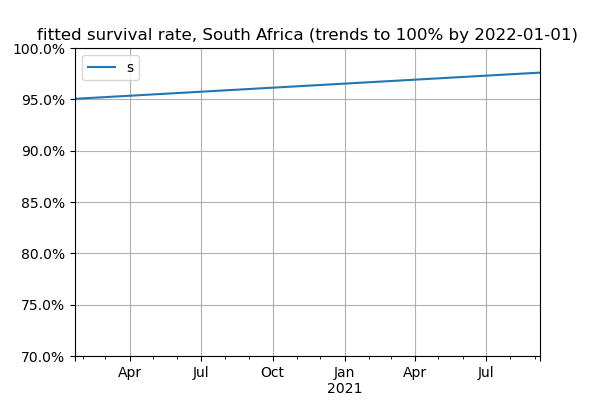 fitted survival rate, South Africa (trends to 100% by 2022-01-01)
100.0%
s
95.0%
90.0%
85.0%
80.0%
75.0%
70.0%
Apr Jul Oct Jan Apr Jul
2021